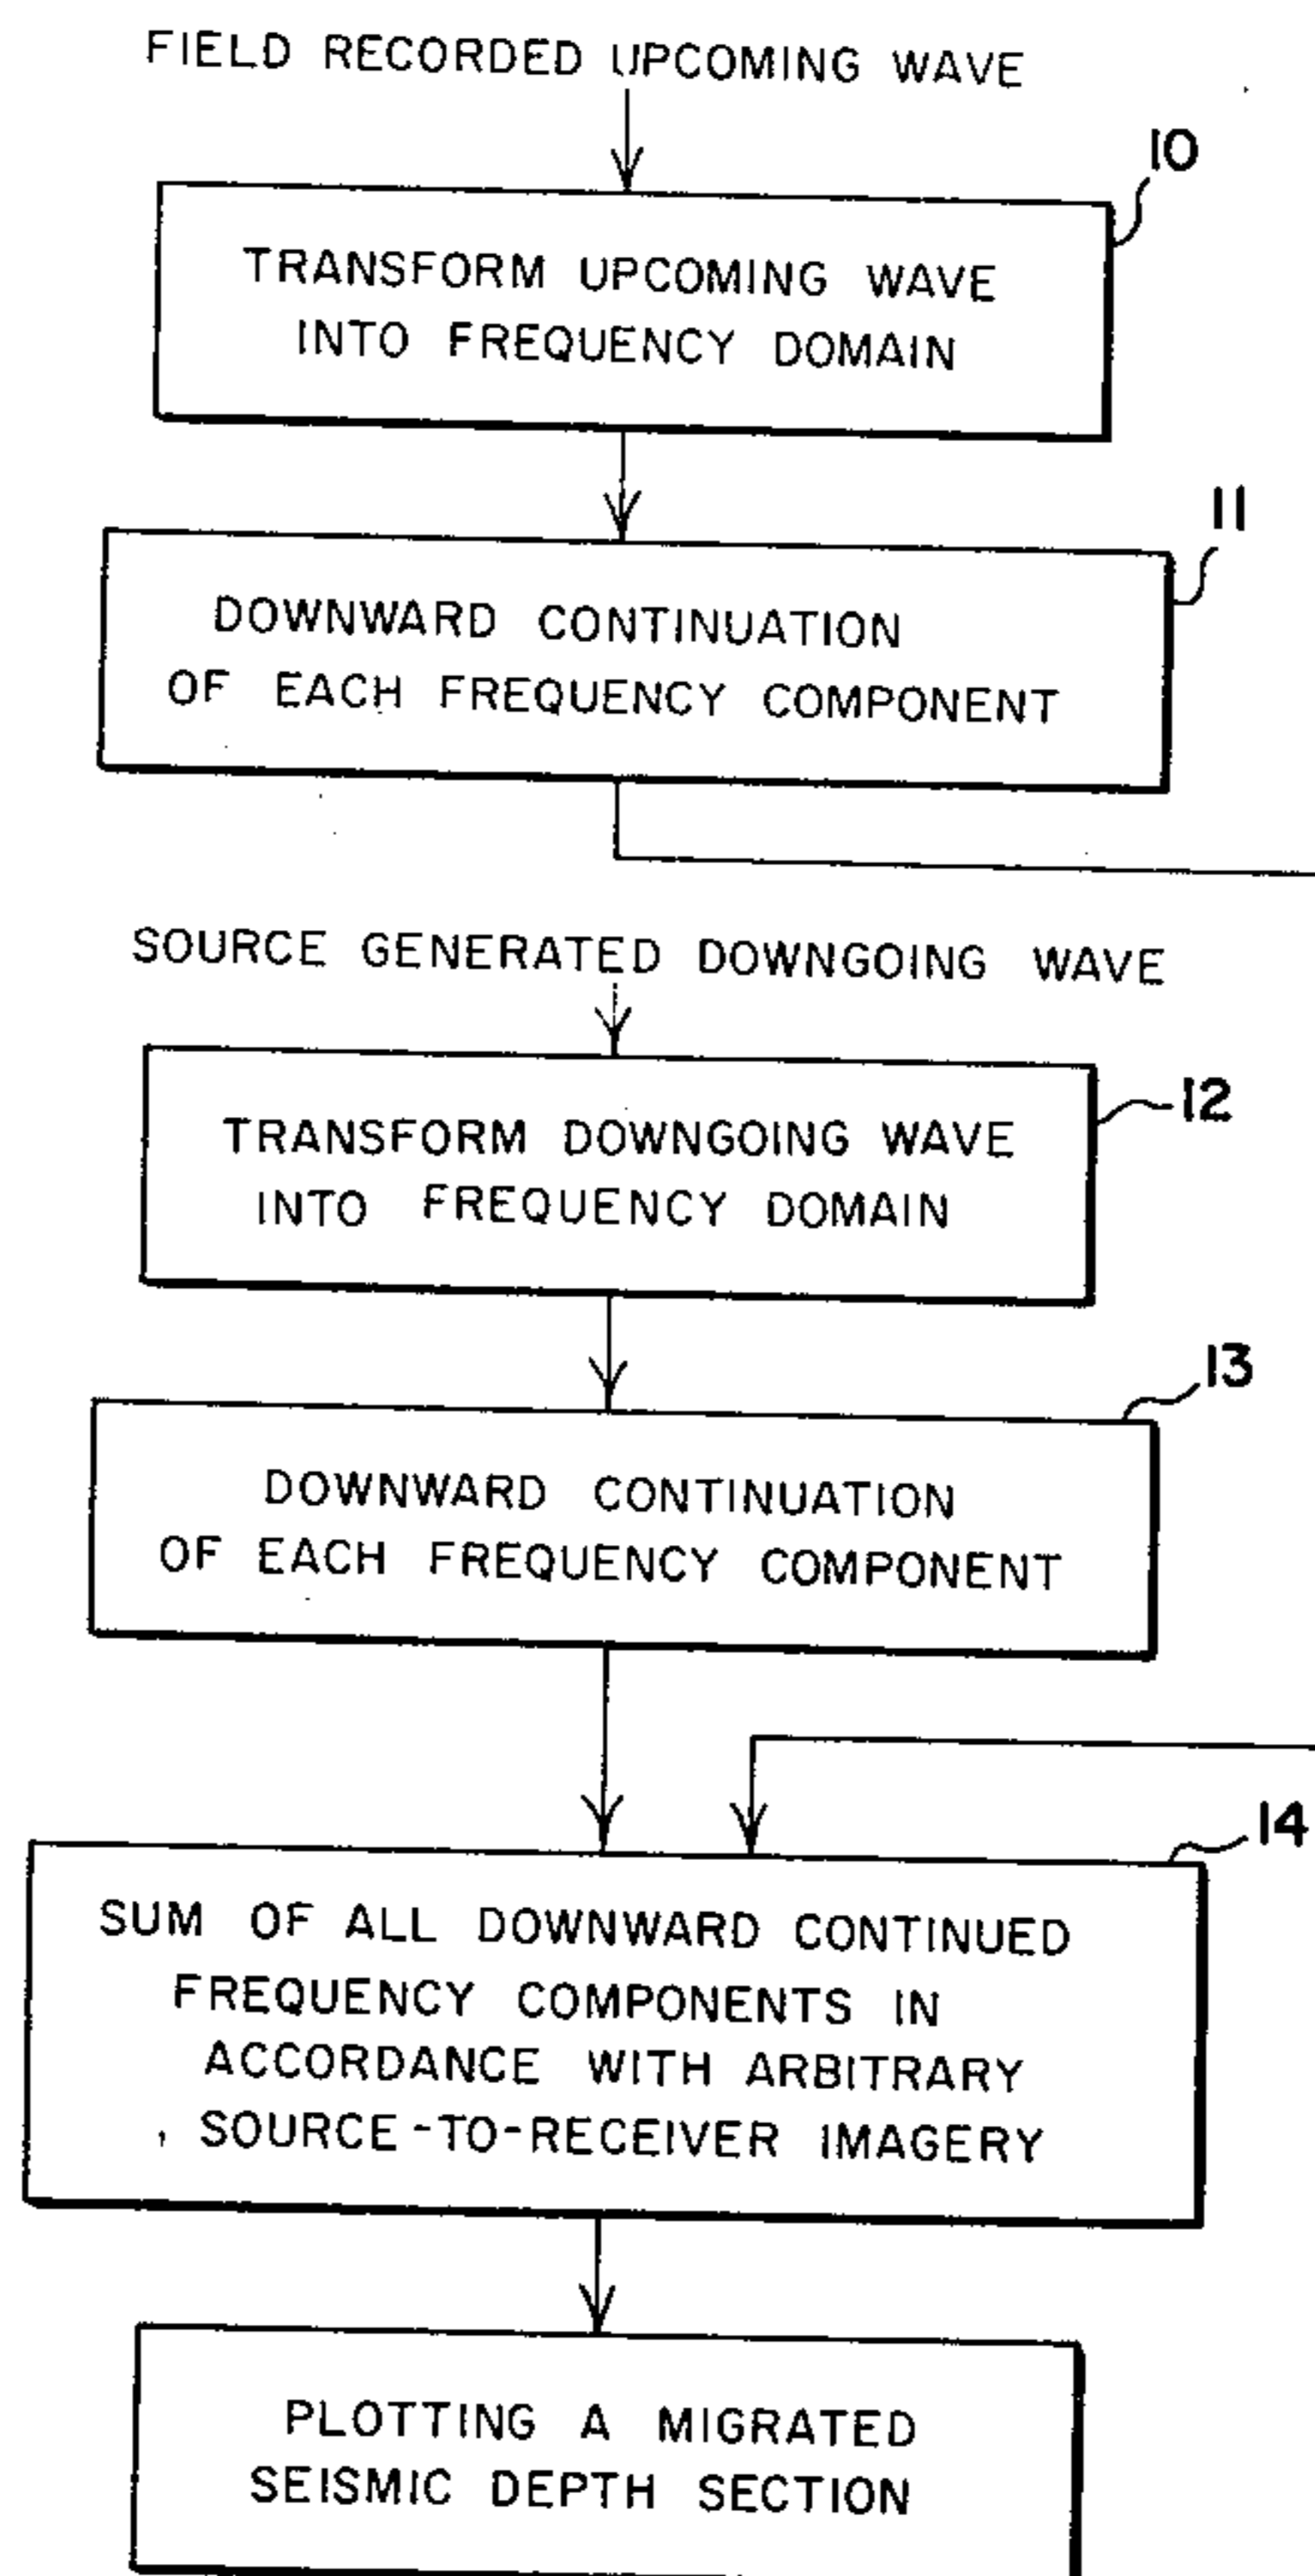 FIELD RECORDED UPCOMING WAVE
10
TRANSFORM UPCOMING WAVE
INTO FREQUENCY DOMAIN
11
DOWNWARD CONTINUATION
OF EACH FREQUENCY COMPONENT
SOURCE GENERATED DOWNGOING WAVE
12
TRANSFORM DOWNGOING WAVE
INTO FREQUENCY DOMAIN
13
DOWNWARD CONTINUATION
OF EACH FREQUENCY COMPONENT
14
SUM OF ALL DOWNWARD CONTINUED
FREQUENCY COMPONENTS IN
ACCORDANCE WITH ARBITRARY
SOURCE-TO-RECEIVER IMAGERY
PLOTTING A MIGRATED
SEISMIC DEPTH SECTION